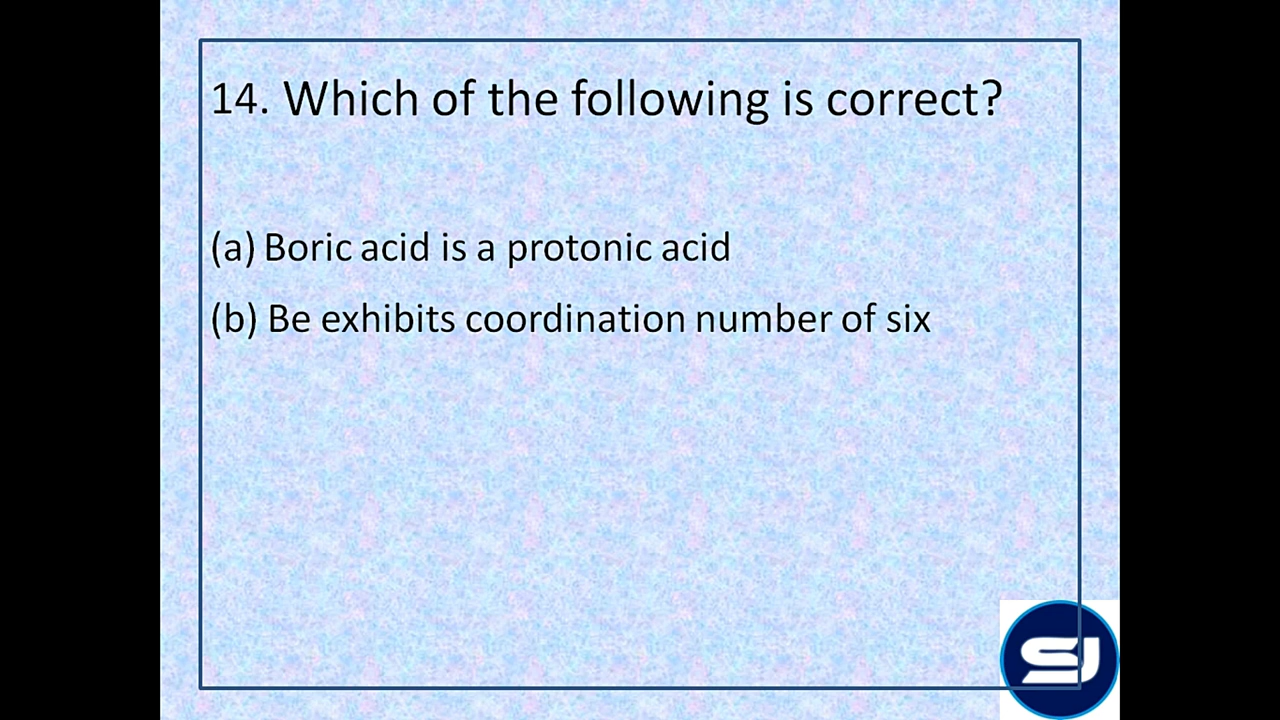 14. Which of the following is correct?
(a) Boric acid is a protonic acid
(b) Be exhibits coordination number of six
SJ